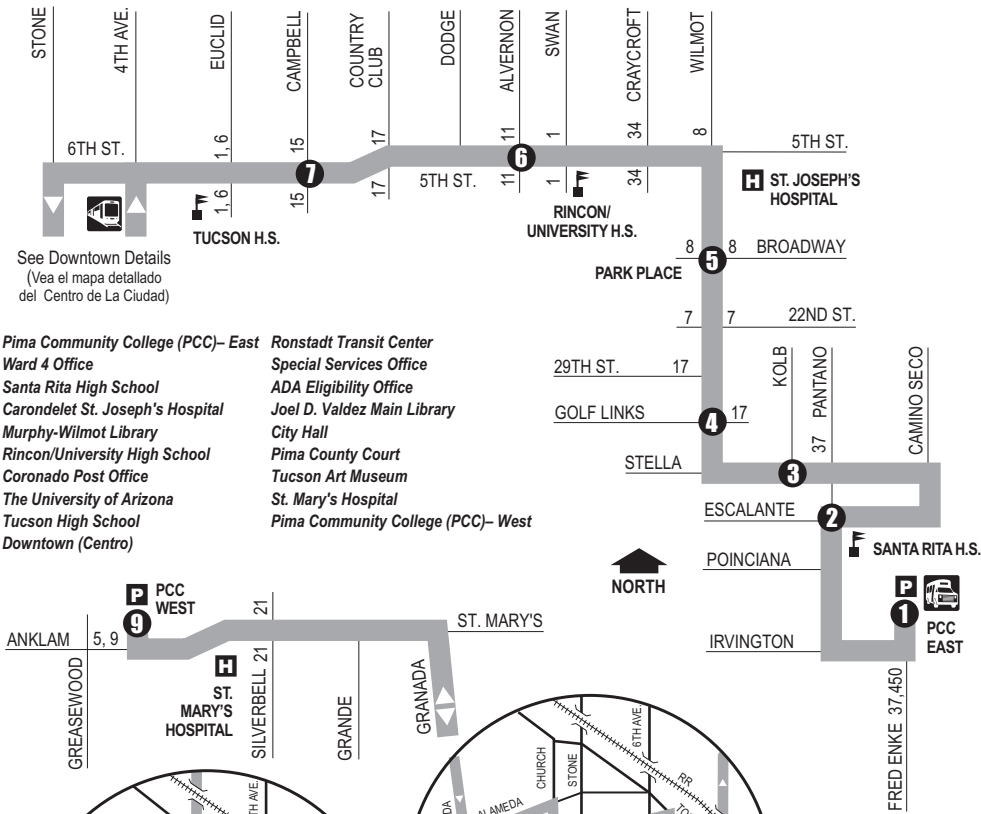 STONE
4TH AVE.
EUCLID
CAMPBELL
COUNTRY
CLUB
DODGE
ALVERNON
SWAN
CRAYCROFT
WILMOT
6TH ST.
1, 6
15
17
11
1
34
8
5TH ST.
7
6
1, 6
15
17
5TH ST.
11
1
34
H ST. JOSEPH'S
HOSPITAL
TUCSON H.S.
RINCON/
UNIVERSITY H.S.
See Downtown Details
(Vea el mapa detallado
del Centro de La Ciudad)
8 5 8 BROADWAY
PARK PLACE
7 7 22ND ST.
29TH ST. 17
GOLF LINKS 4 17
KOLB
37 PANTANO
CAMINO SECO
STELLA 3
ESCALANTE 2
SANTA RITA H.S.
POINCIANA
NORTH
P
1
PCC
EAST
IRVINGTON
FRED ENKE 37,450
Pima Community College (PCC)– East
Ward 4 Office
Santa Rita High School
Carondelet St. Joseph's Hospital
Murphy-Wilmot Library
Rincon/University High School
Coronado Post Office
The University of Arizona
Tucson High School
Downtown (Centro)
Ronstadt Transit Center
Special Services Office
ADA Eligibility Office
Joel D. Valdez Main Library
City Hall
Pima County Court
Tucson Art Museum
St. Mary's Hospital
Pima Community College (PCC)– West
P PCC
WEST
9
21
ST. MARY'S
ANKLAM 5, 9
GREASEWOOD
H
ST.
MARY'S
HOSPITAL
SILVERBELL 21
GRANDE
GRANADA
CHURCH
STONE
6TH AVE.
RR